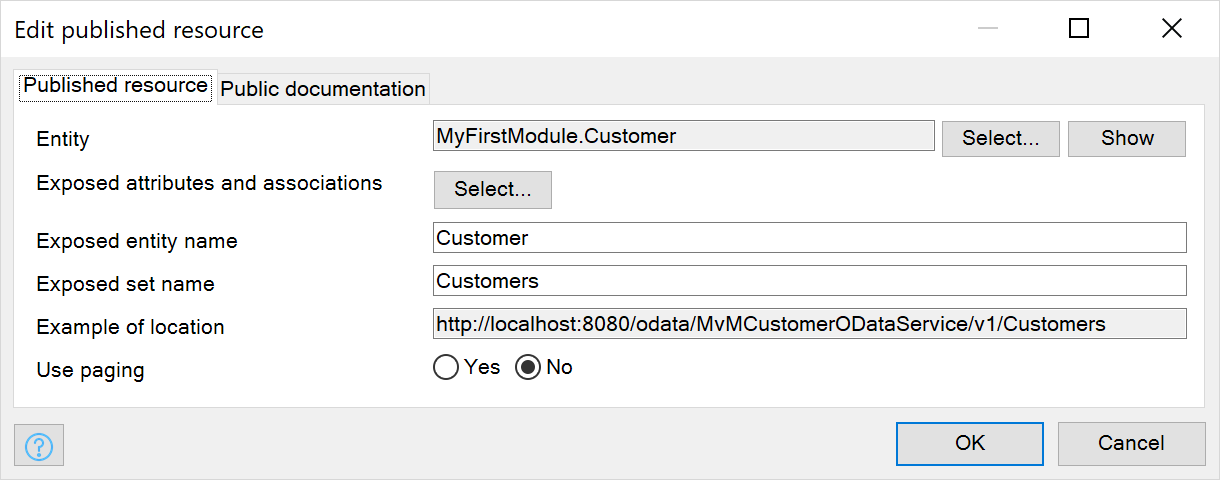 Edit published resource
Published resource Public documentation
Entity MyFirstModule.Customer Select... Show
Exposed attributes and associations Select...
Exposed entity name Customer
Exposed set name Customers
Example of location http://localhost:8080/odata/MvMCustomerODataService/v1/Customers
Use paging Yes No
? OK Cancel